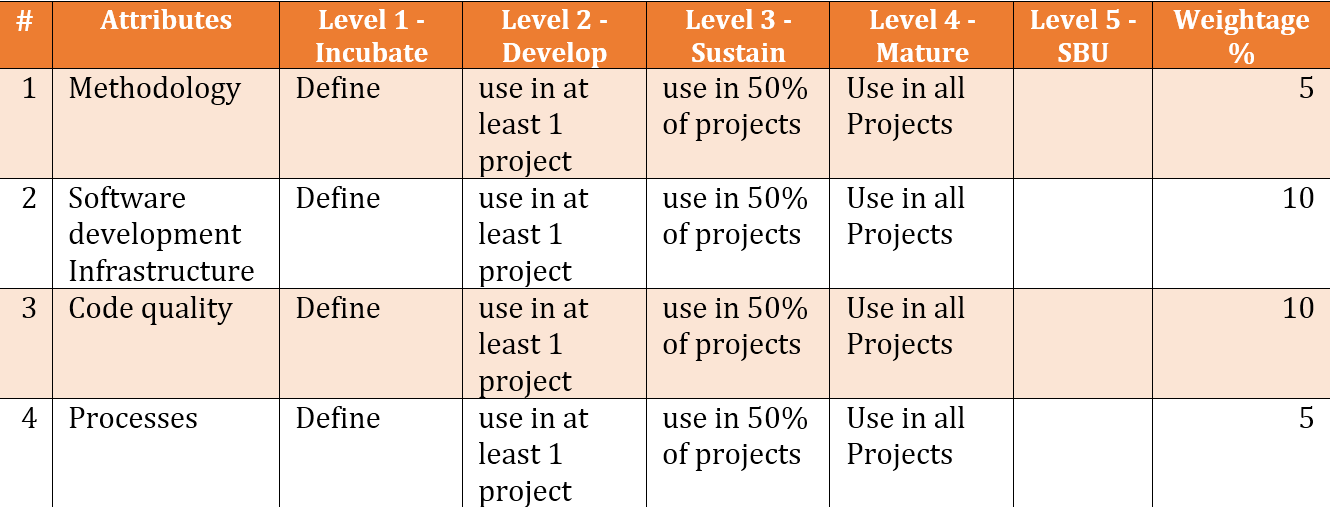 # Attributes Level 1 - Incubate Level 2 - Develop Level 3 - Sustain Level 4 - Mature Level 5 - SBU Weightage %
1 Methodology Define use in at least 1 project use in 50% of projects Use in all Projects 5
2 Software development Infrastructure Define use in at least 1 project use in 50% of projects Use in all Projects 10
3 Code quality Define use in at least 1 project use in 50% of projects Use in all Projects 10
4 Processes Define use in at least 1 project use in 50% of projects Use in all Projects 5